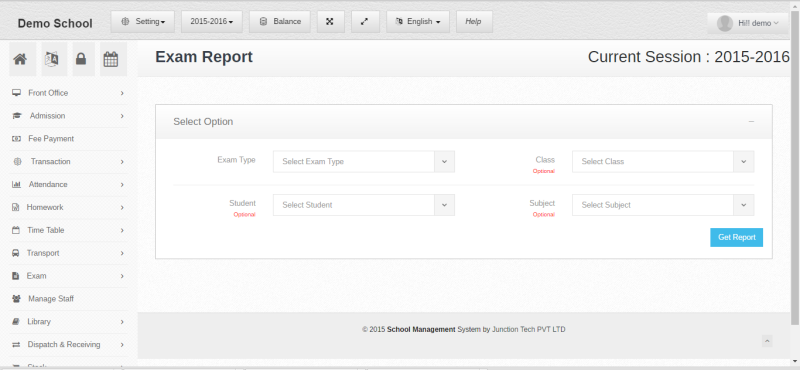 Demo School
Setting
2015-2016
Balance
English
Help
Hi!! demo
Exam Report
Current Session : 2015-2016
Front Office
Admission
Fee Payment
Transaction
Attendance
Homework
Time Table
Transport
Exam
Manage Staff
Library
Dispatch & Receiving
Select Option
Exam Type
Select Exam Type
Class
Optional
Select Class
Student
Optional
Select Student
Subject
Optional
Select Subject
Get Report
© 2015 School Management System by Junction Tech PVT LTD